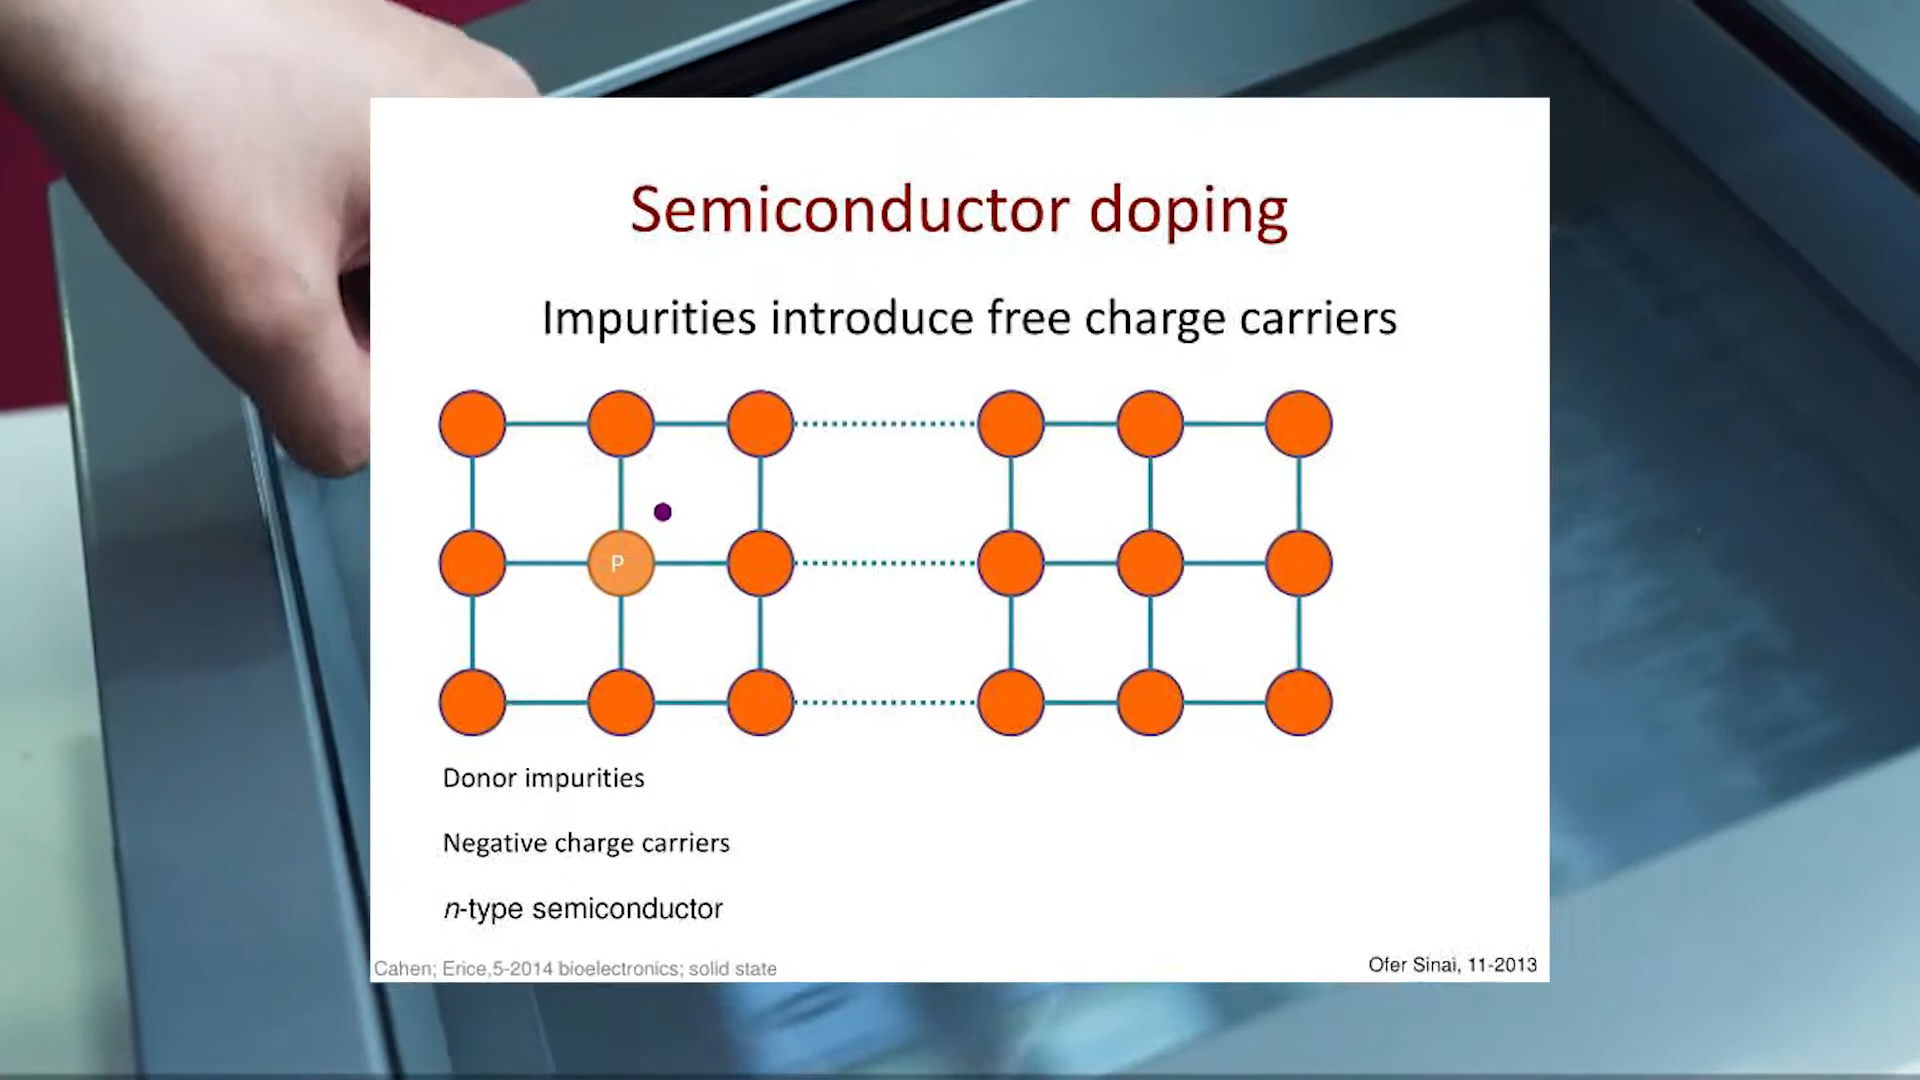 Semiconductor doping
Impurities introduce free charge carriers
P
Donor impurities
Negative charge carriers
n-type semiconductor
Cahen; Erice,5-2014 bioelectronics; solid state
Ofer Sinai, 11-2013